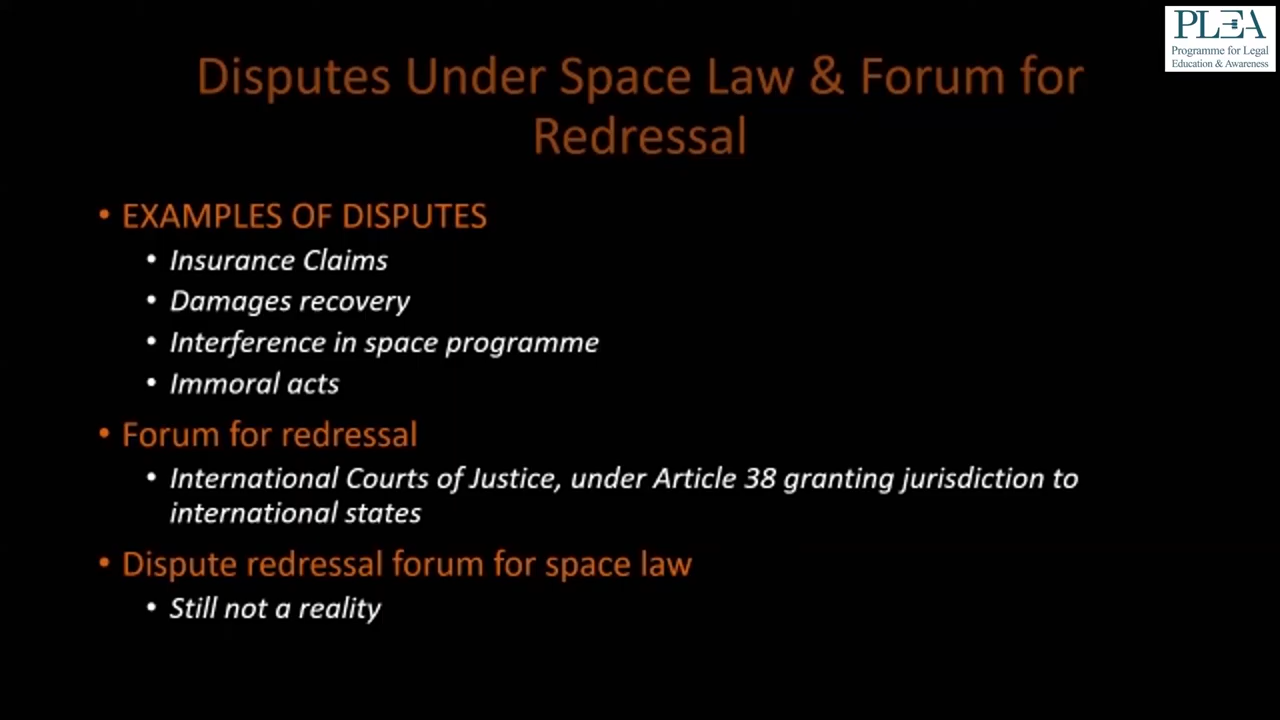 PLEA
Programme for Legal
Education & Awareness
Disputes Under Space Law & Forum for
Redressal
• EXAMPLES OF DISPUTES
• Insurance Claims
• Damages recovery
• Interference in space programme
• Immoral acts
• Forum for redressal
• International Courts of Justice, under Article 38 granting jurisdiction to
international states
• Dispute redressal forum for space law
• Still not a reality